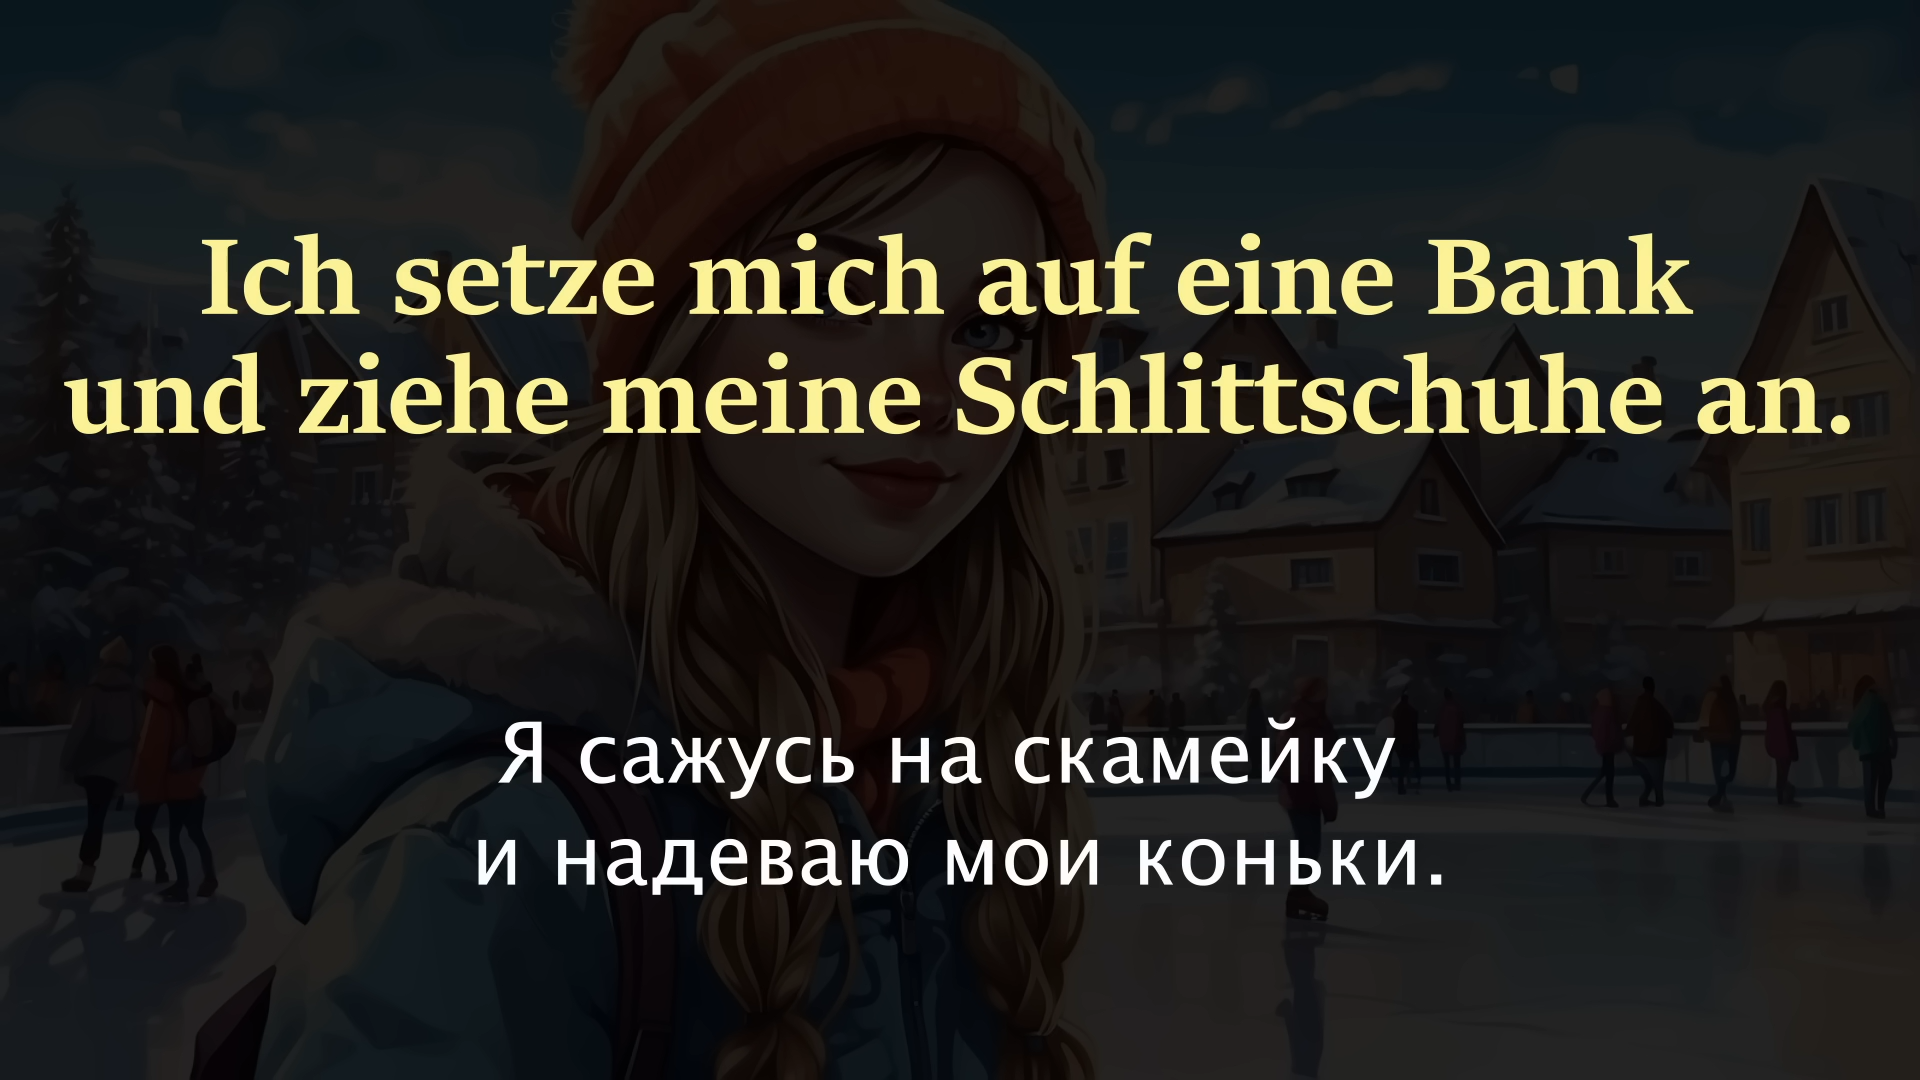 Ich setze mich auf eine Bank
und ziehe meine Schlittschuhe an.
Я сажусь на скамейку
и надеваю мои коньки.